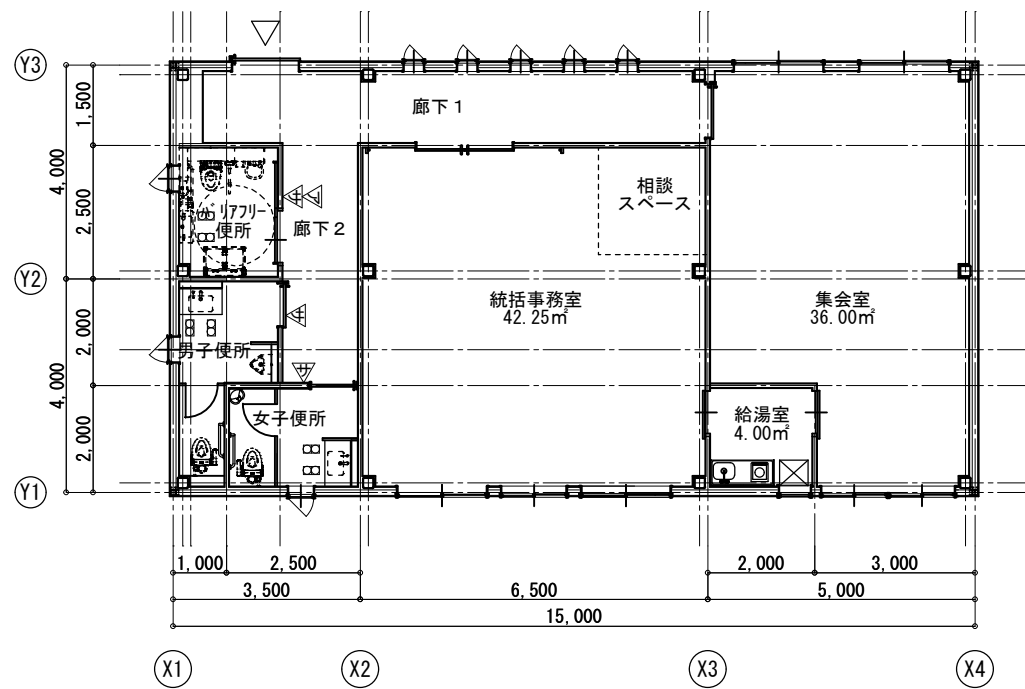 Y3
廊下1
1,500
4,000
2,500
バリアフリー
便所
廊下2
相談
スペース
Y2
統括事務室
42.25㎡
集会室
36.00㎡
2,000
男子便所
4,000
女子便所
給湯室
4.00㎡
2,000
Y1
1,000
2,500
2,000
3,000
3,500
6,500
5,000
15,000
X1
X2
X3
X4